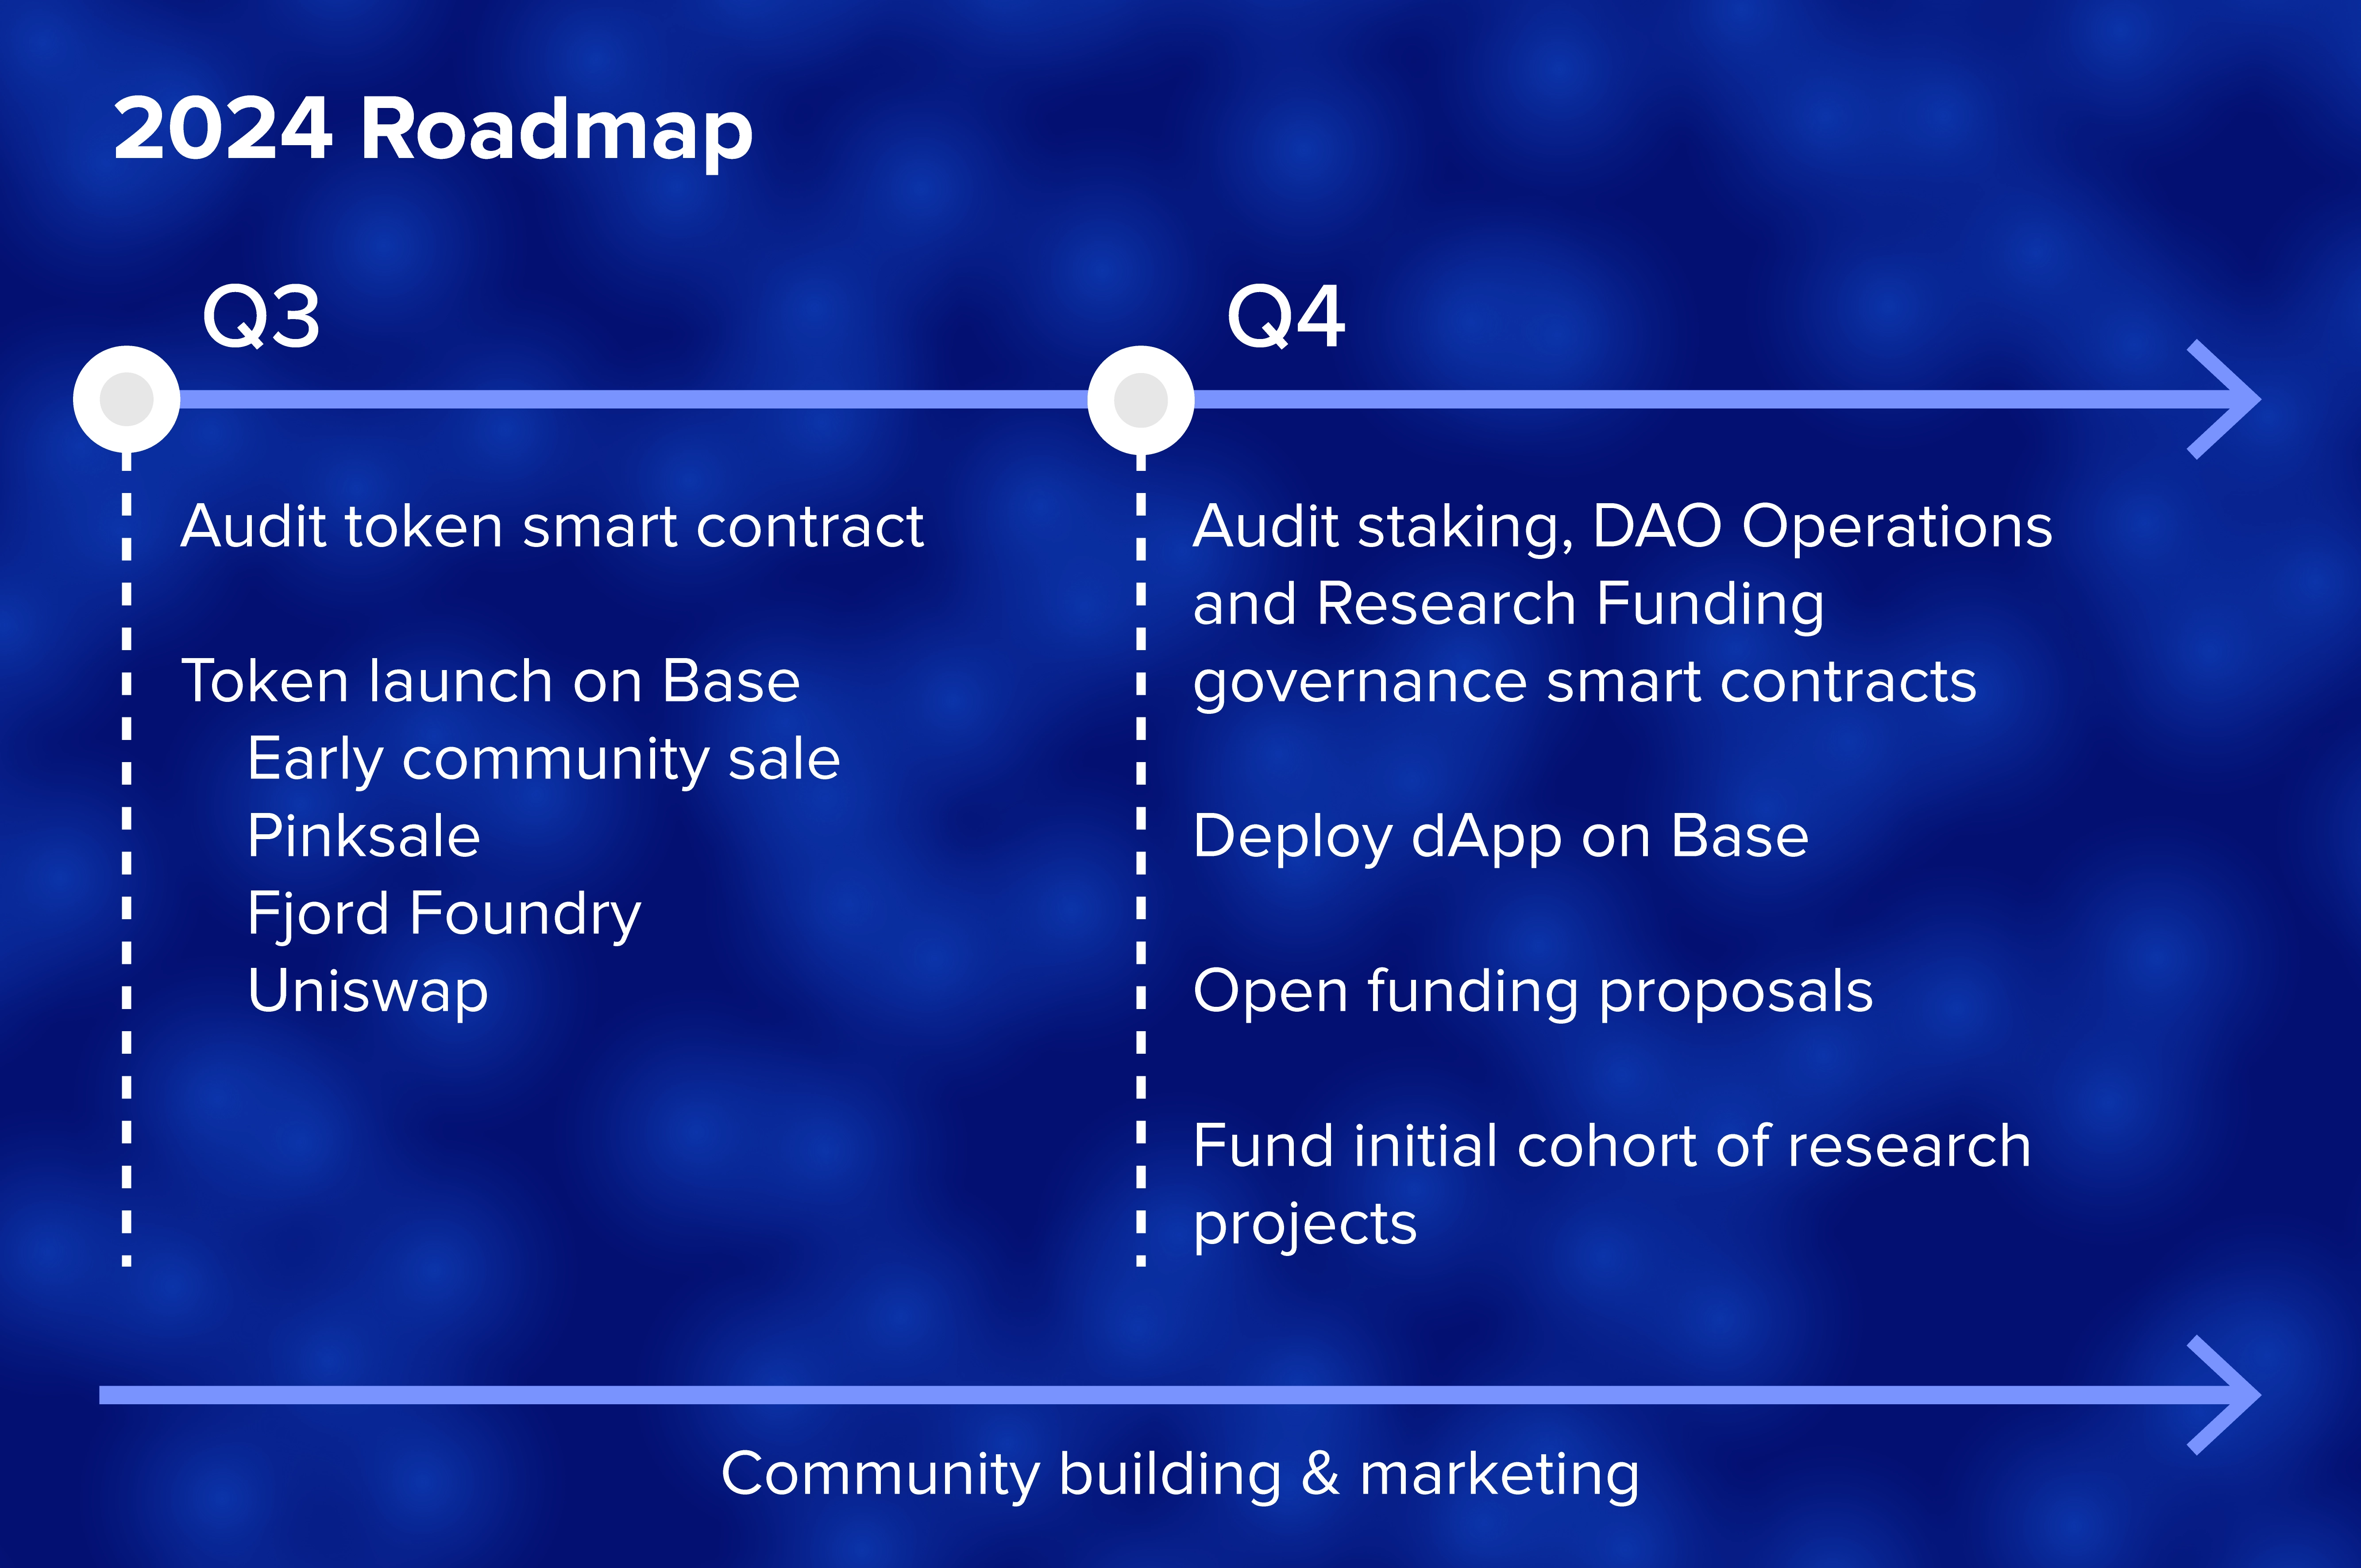 2024 Roadmap
Q3
Audit token smart contract
Token launch on Base
Early community sale
Pinksale
Fjord Foundry
Uniswap
Q4
Audit staking, DAO Operations
and Research Funding
governance smart contracts
Deploy dApp on Base
Open funding proposals
Fund initial cohort of research
projects
Community building & marketing